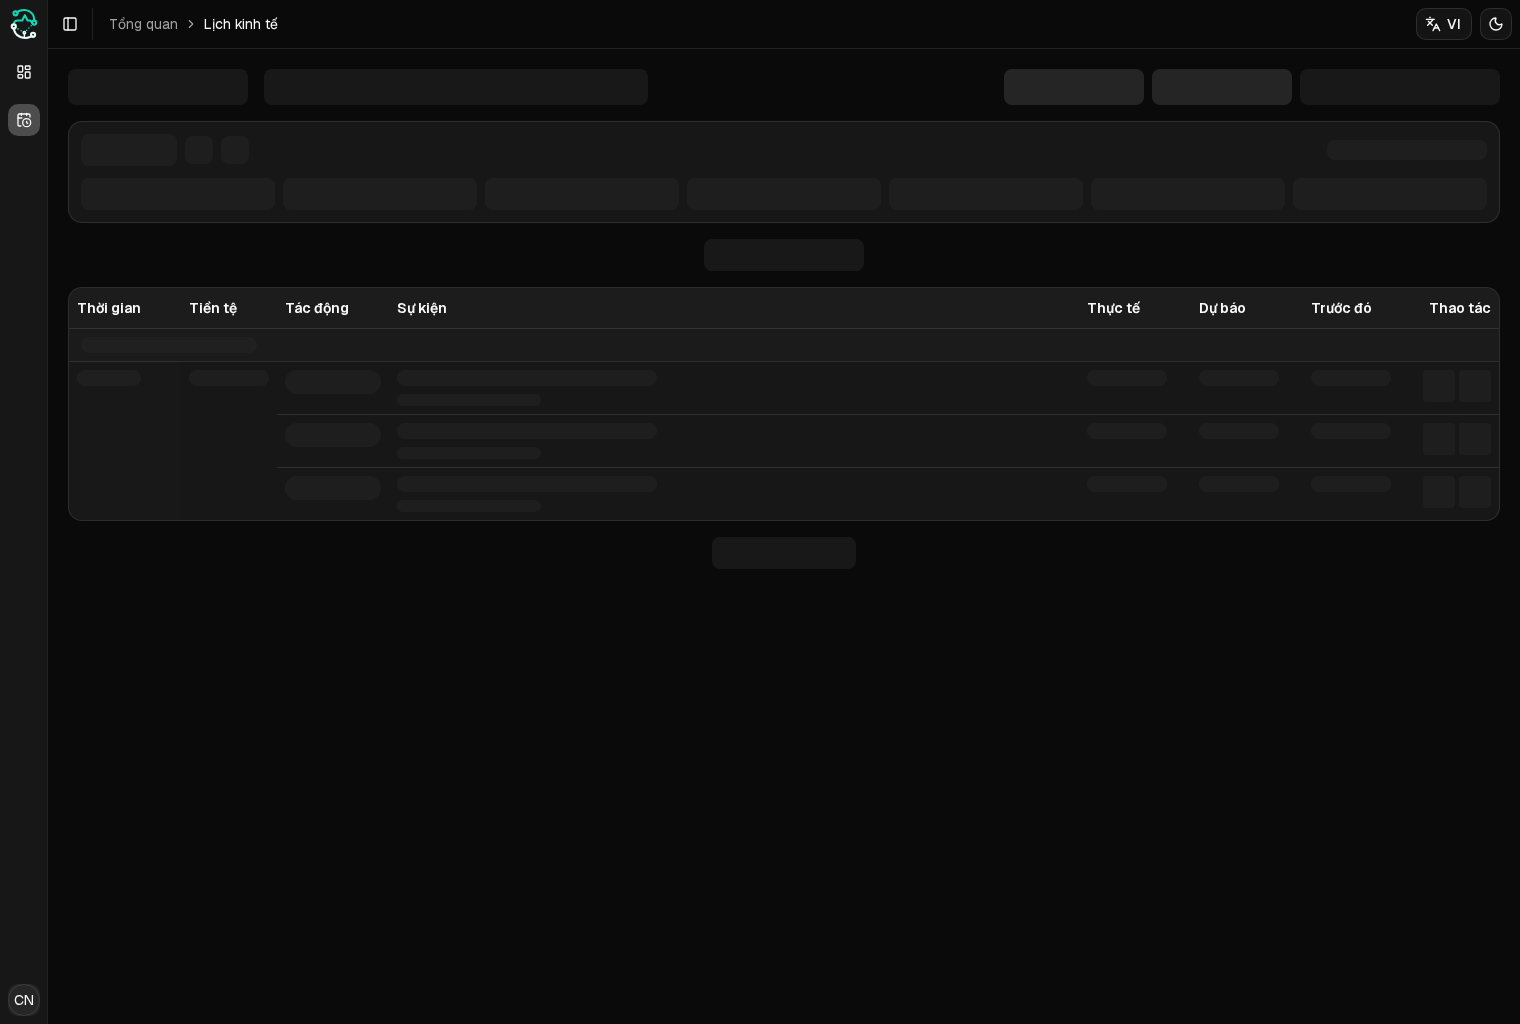 Tổng quan > Lịch kinh tế
VI
Thời gian Tiền tệ Tác động Sự kiện Thực tế Dự báo Trước đó Thao tác
CN